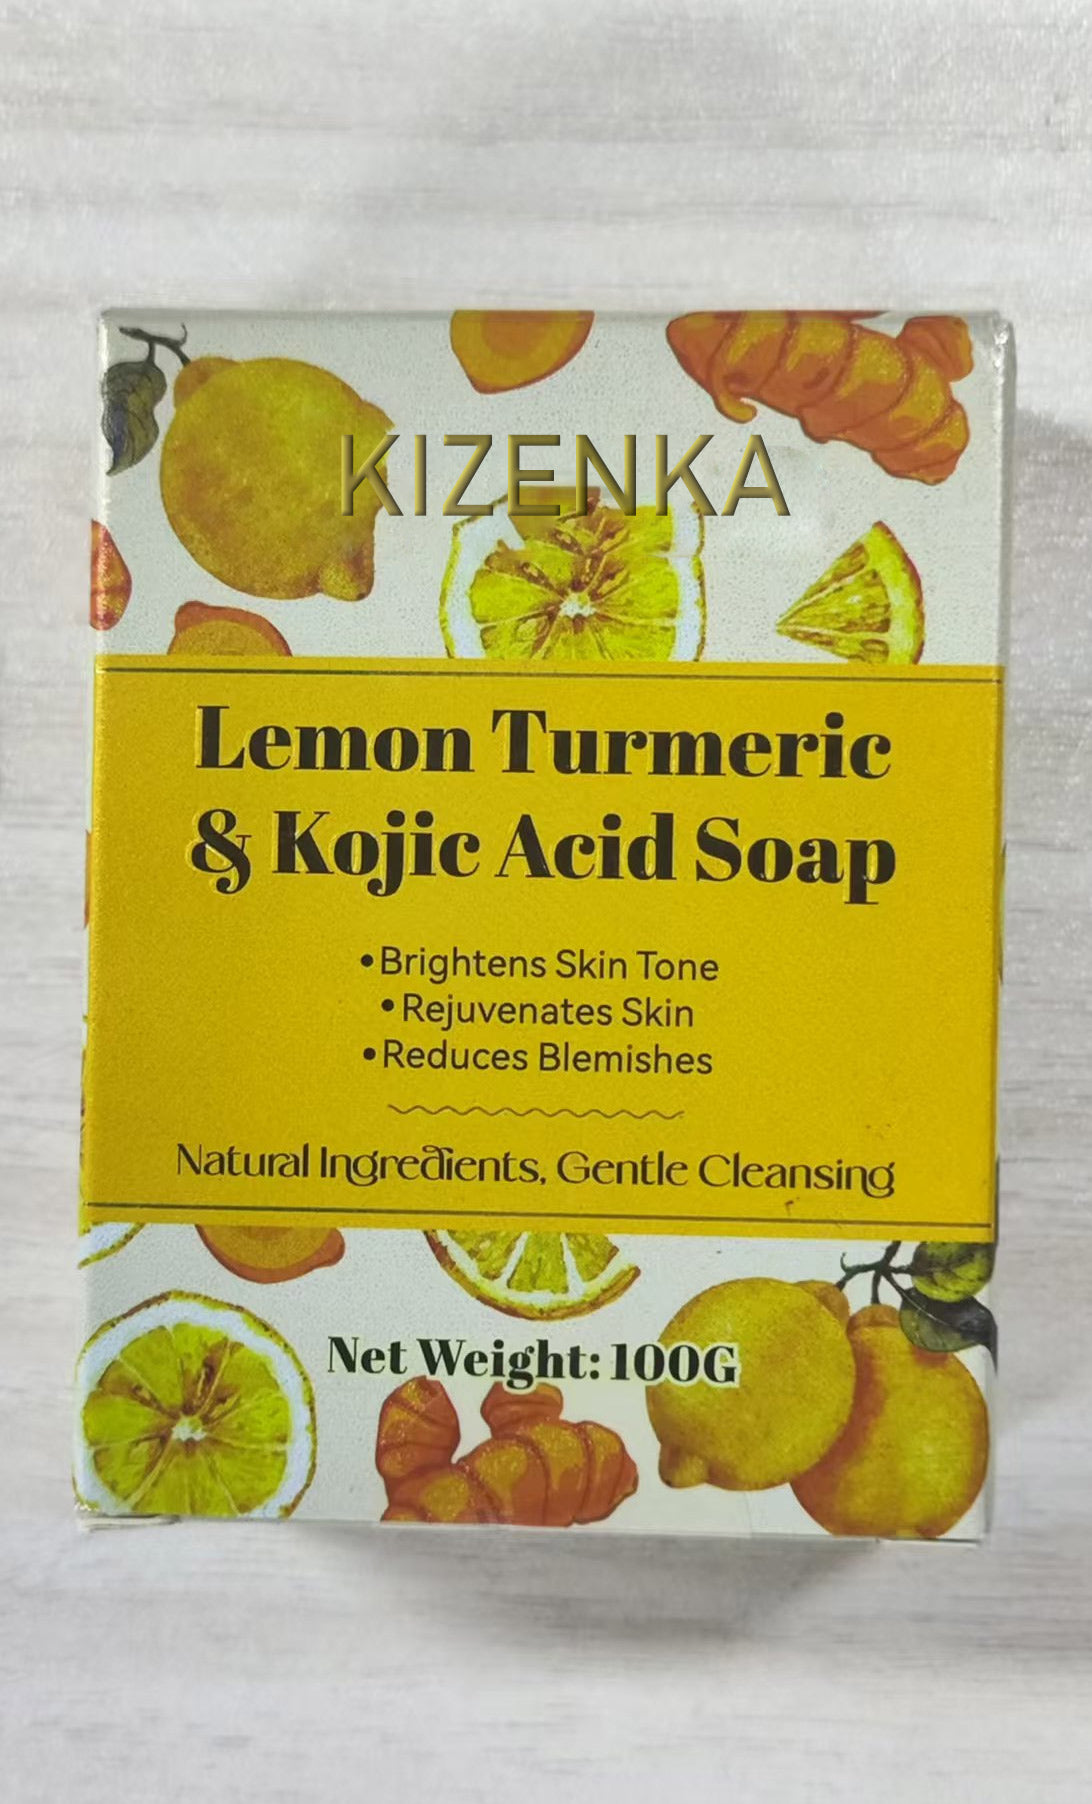 KIZENKA
Lemon Turmeric
& Kojic Acid Soap
•Brightens Skin Tone
•Rejuvenates Skin
•Reduces Blemishes
Natural Ingredients, Gentle Cleansing
Net Weight: 100G